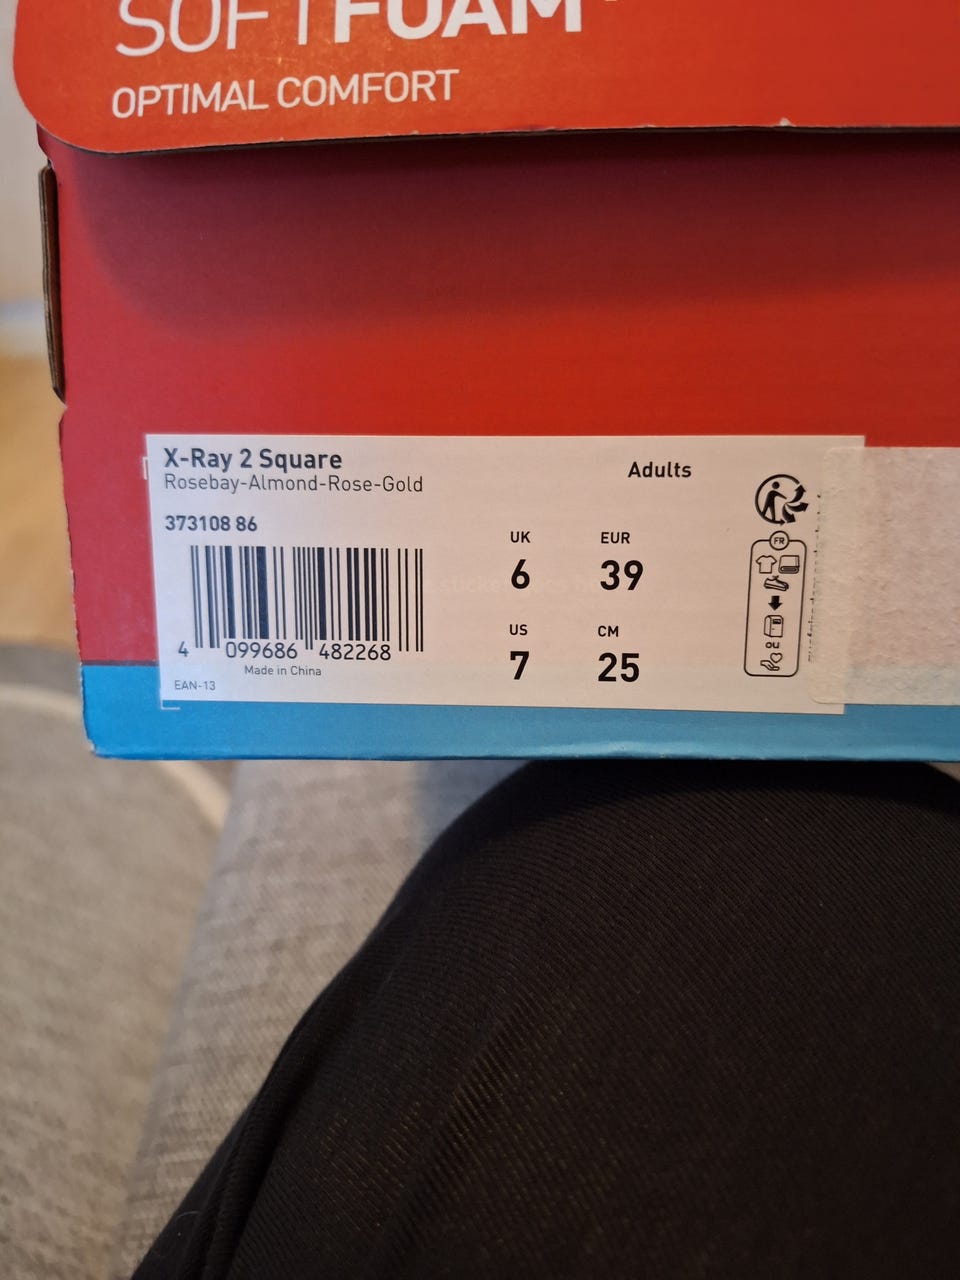 SOFTFOAM
OPTIMAL COMFORT
X-Ray 2 Square
Rosebay-Almond-Rose-Gold
Adults
373108 86
UK
EUR
6
39
US
CM
7
25
4 099686 482268
Made in China
EAN-13
FR
OU